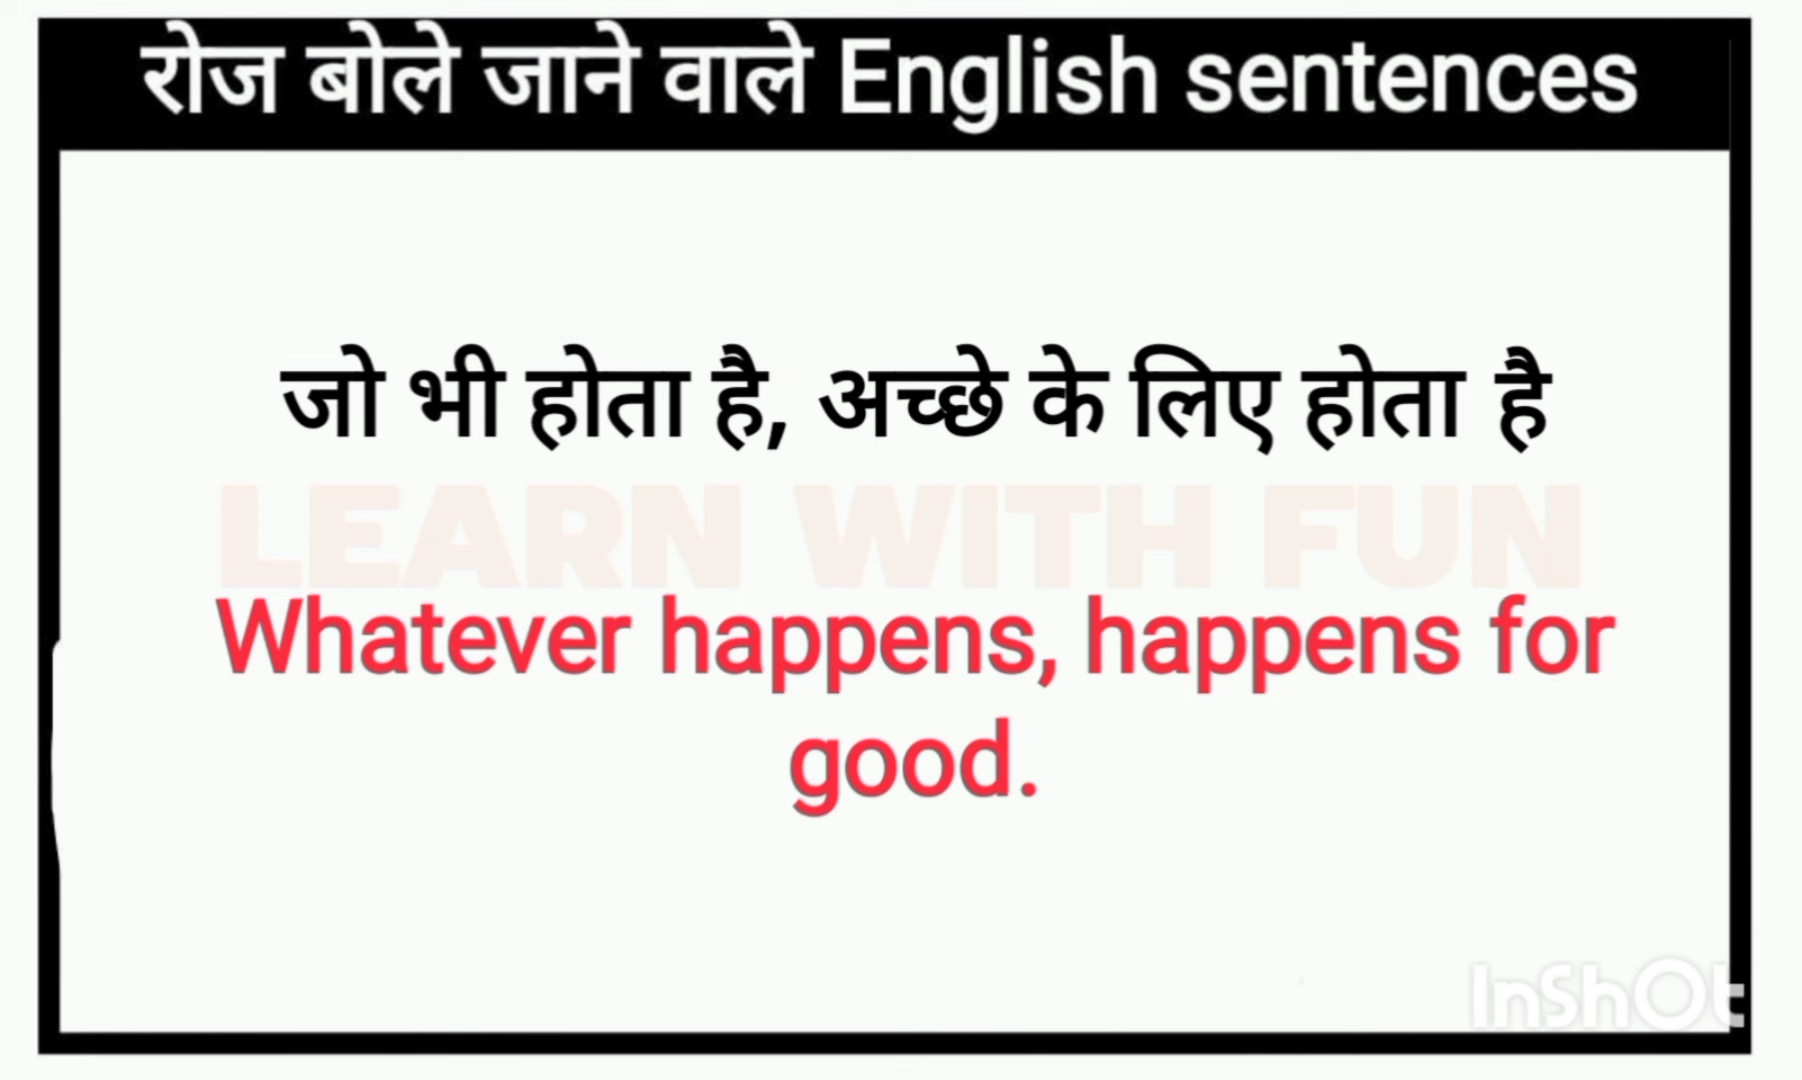 रोज बोले जाने वाले English sentences
जो भी होता है, अच्छे के लिए होता है
LEARN WITH FUN
Whatever happens, happens for
good.
InShOt